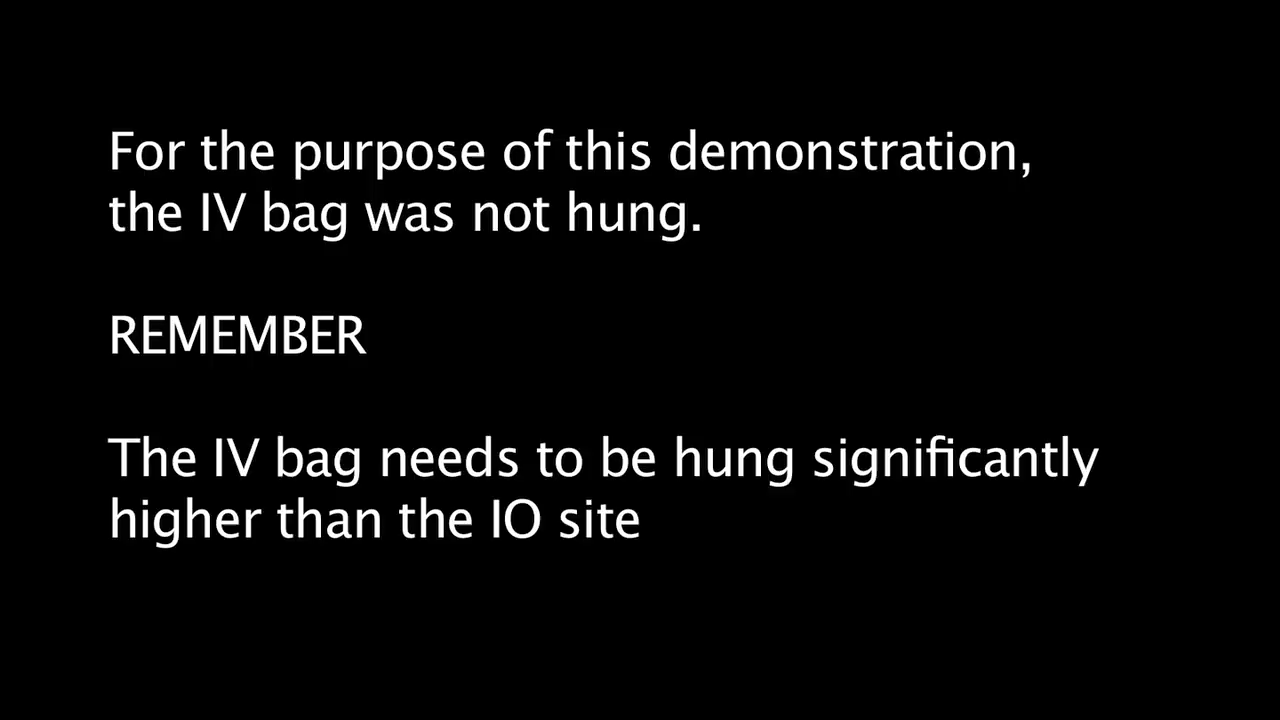 For the purpose of this demonstration,
the IV bag was not hung.
REMEMBER
The IV bag needs to be hung significantly
higher than the IO site